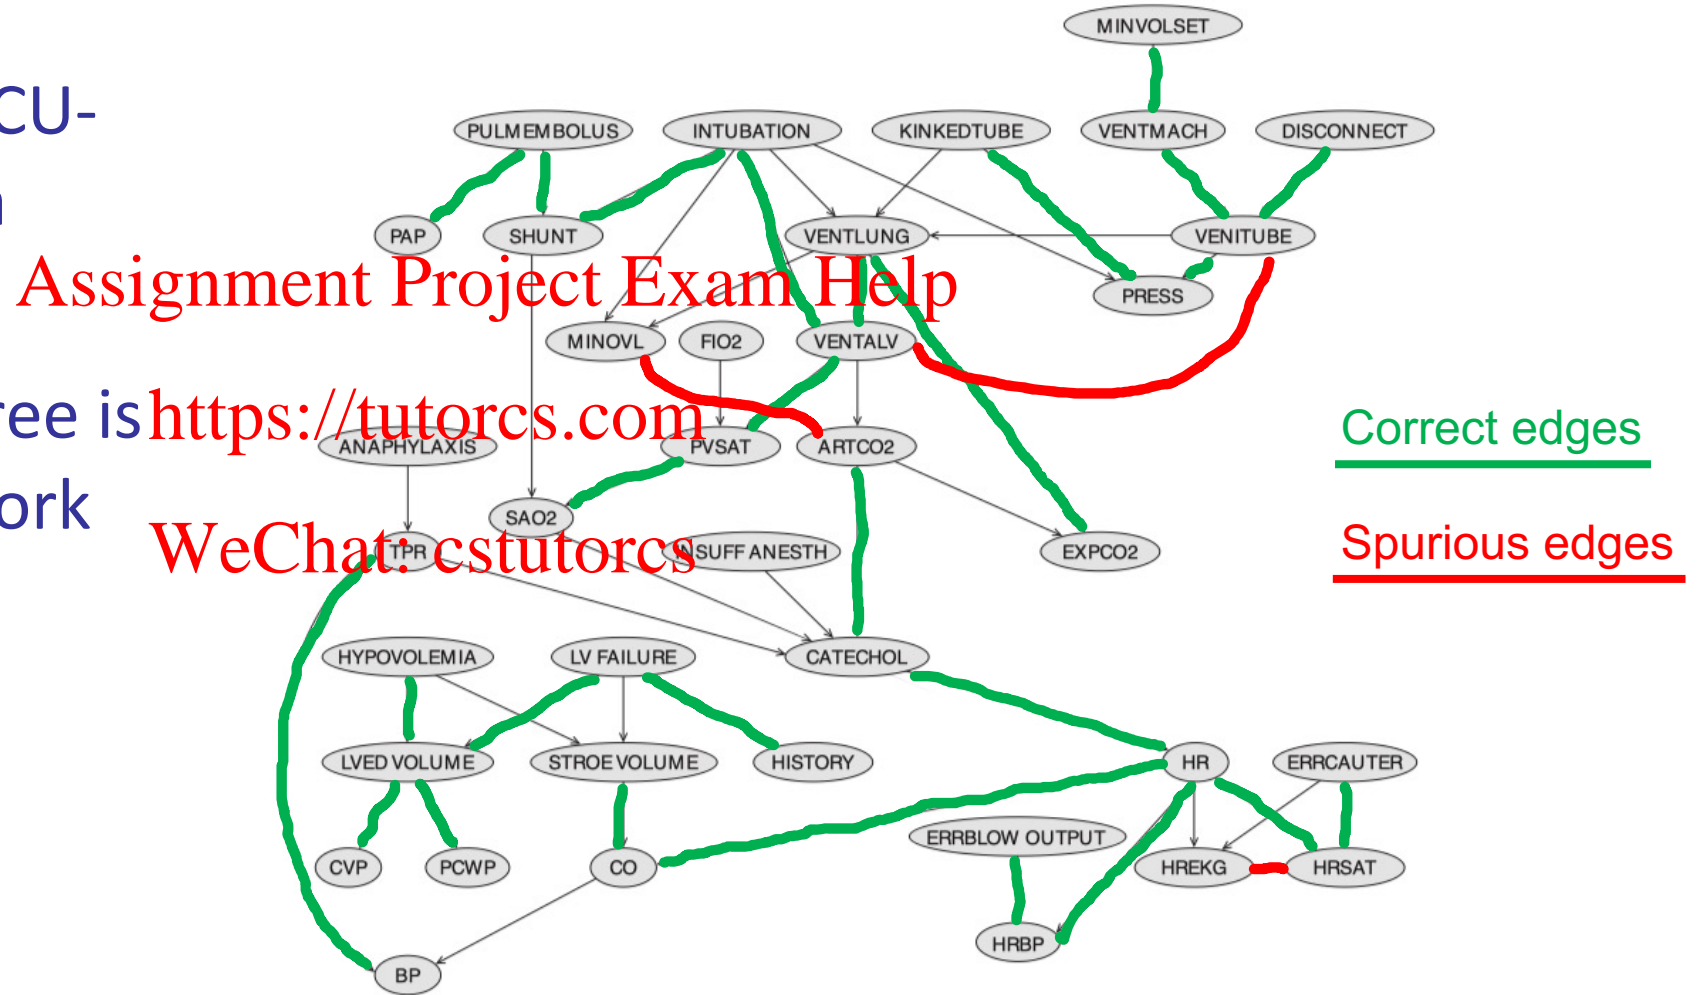 MINVOLSET
CU-
PULMEMBOLUS INTUBATION KINKEDTUBE VENTMACH DISCONNECT
PAP SHUNT VENTLUNG VENITUBE
Assignment Project Exam Help
PRESS
MINOVL FIO2 VENTALV
ree is https://tutorcs.com
Correct edges
ANAPHYLAXIS PVSAT ARTCO2
ork
SAO2
WeChat: cstutorcs
Spurious edges
TPR INSUFF ANESTH EXPCO2
HYPOVOLEMIA LV FAILURE CATECHOL
LVED VOLUME STROE VOLUME HISTORY HR ERRCAUTER
ERRBLOW OUTPUT
CVP PCWP CO HREKG HRSAT
HRBP
BP